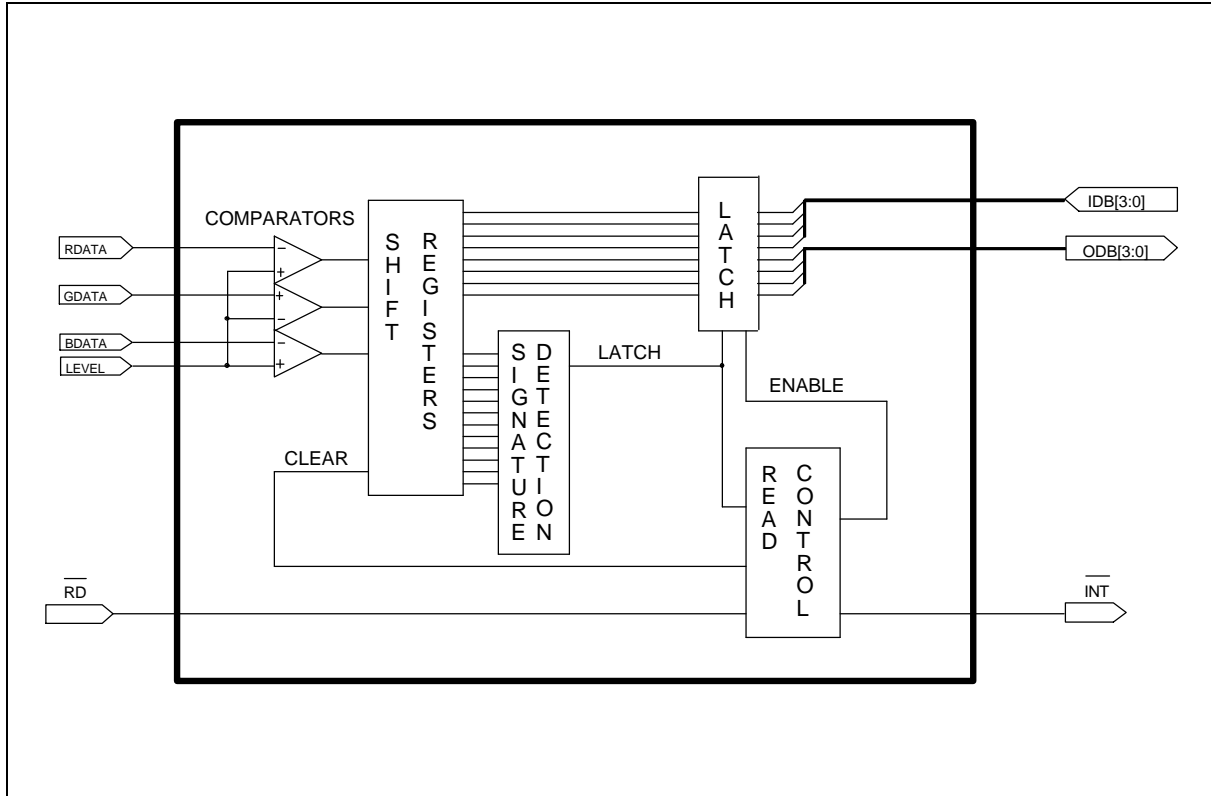 COMPARATORS
RDATA
GDATA
BDATA
LEVEL
−
+
+
−
−
+
SHIFT
REGISTERS
LATCH
IDB[3:0]
ODB[3:0]
SIGNATURE
DETECTION
LATCH
ENABLE
CLEAR
READ
CONTROL
RD
INT